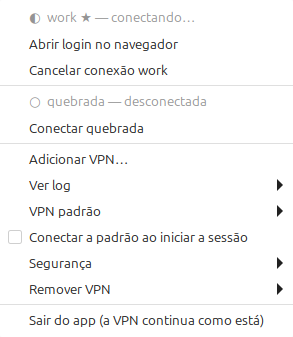 work ★ — conectando…
Abrir login no navegador
Cancelar conexão work
quebrada — desconectada
Conectar quebrada
Adicionar VPN…
Ver log
VPN padrão
Conectar a padrão ao iniciar a sessão
Segurança
Remover VPN
Sair do app (a VPN continua como está)